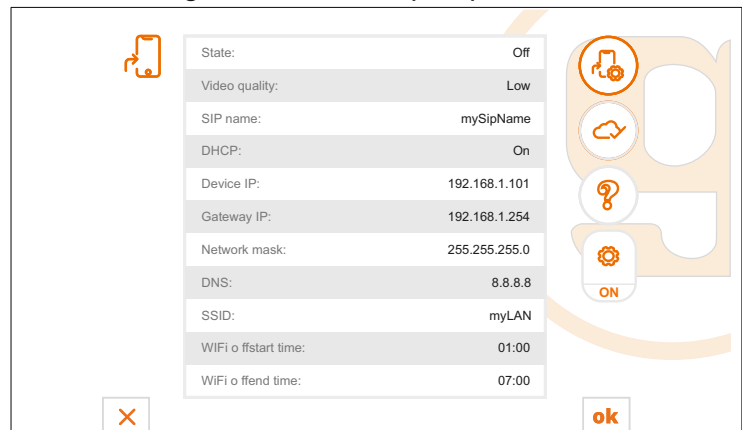 State: Off
Video quality: Low
SIP name: mySipName
DHCP: On
Device IP: 192.168.1.101
Gateway IP: 192.168.1.254
Network mask: 255.255.255.0
DNS: 8.8.8.8
ON
SSID: myLAN
WIFi o ffstart time: 01:00
WiFi o ffend time: 07:00
ok